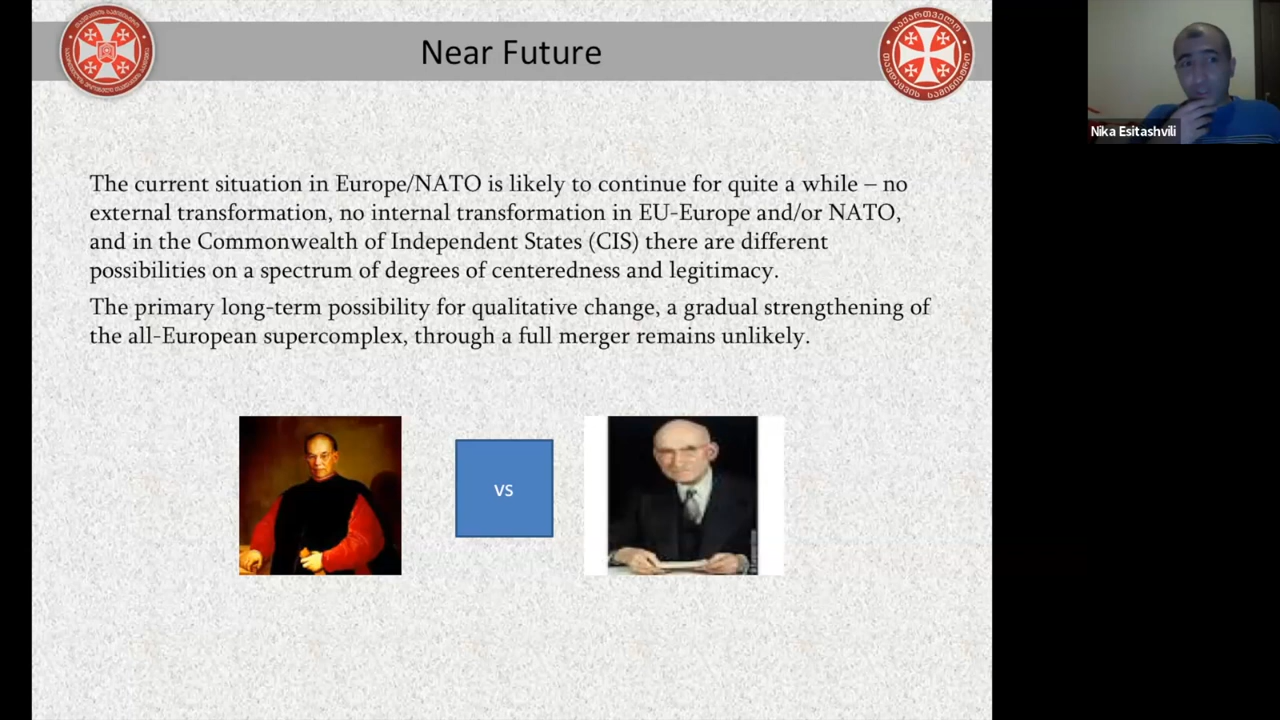 Near Future
საქართველო
თავდაცვის სამინისტრო
Nika Esitashvili
The current situation in Europe/NATO is likely to continue for quite a while – no
external transformation, no internal transformation in EU-Europe and/or NATO,
and in the Commonwealth of Independent States (CIS) there are different
possibilities on a spectrum of degrees of centeredness and legitimacy.
The primary long-term possibility for qualitative change, a gradual strengthening of
the all-European supercomplex, through a full merger remains unlikely.
vs